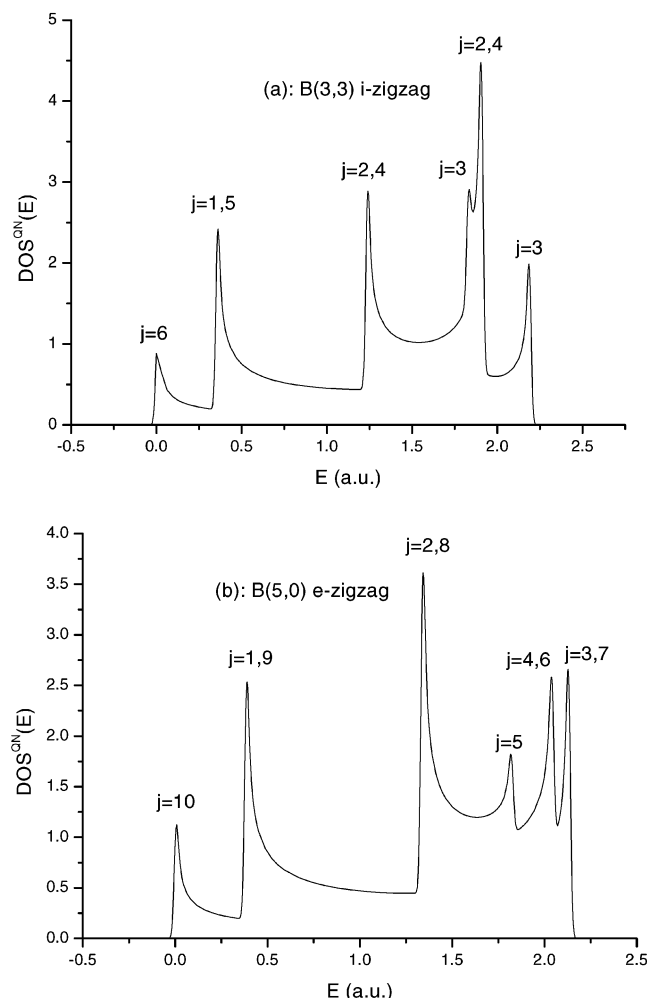 5
j=2,4
(a): B(3,3) i-zigzag
4
3
j=2,4
j=3
j=1,5
DOS^QN(E)
2
j=3
j=6
1
0
-0.5 0.0 0.5 1.0 1.5 2.0 2.5
E (a.u.)
4.0
j=2,8
3.5
(b): B(5,0) e-zigzag
3.0
j=1,9
j=4,6
j=3,7
2.5
DOS^QN(E)
2.0
j=5
1.5
j=10
1.0
0.5
0.0
-0.5 0.0 0.5 1.0 1.5 2.0 2.5
E (a.u.)